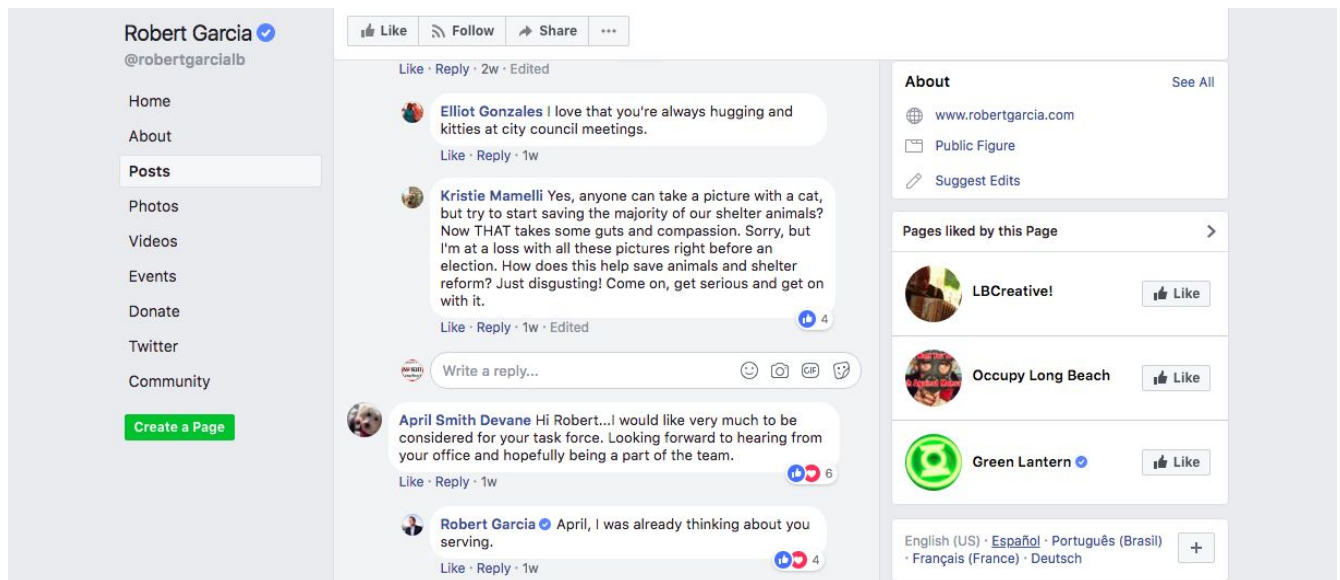 Robert Garcia
@robertgarcialb
Home
About
Posts
Photos
Videos
Events
Donate
Twitter
Community
Create a Page
Like Follow Share ...
Like · Reply · 2w · Edited
Elliot Gonzales I love that you're always hugging and
kitties at city council meetings.
Like · Reply · 1w
Kristie Mamelli Yes, anyone can take a picture with a cat,
but try to start saving the majority of our shelter animals?
Now THAT takes some guts and compassion. Sorry, but
I'm at a loss with all these pictures right before an
election. How does this help save animals and shelter
reform? Just disgusting! Come on, get serious and get on
with it.
4
Like · Reply · 1w · Edited
Write a reply...
GIF
April Smith Devane Hi Robert...I would like very much to be
considered for your task force. Looking forward to hearing from
your office and hopefully being a part of the team.
6
Like · Reply · 1w
Robert Garcia April, I was already thinking about you
serving.
4
Like · Reply · 1w
About See All
www.robertgarcia.com
Public Figure
Suggest Edits
Pages liked by this Page
LBCreative! Like
Occupy Long Beach Like
Green Lantern Like
English (US) · Español · Português (Brasil)
· Français (France) · Deutsch
+